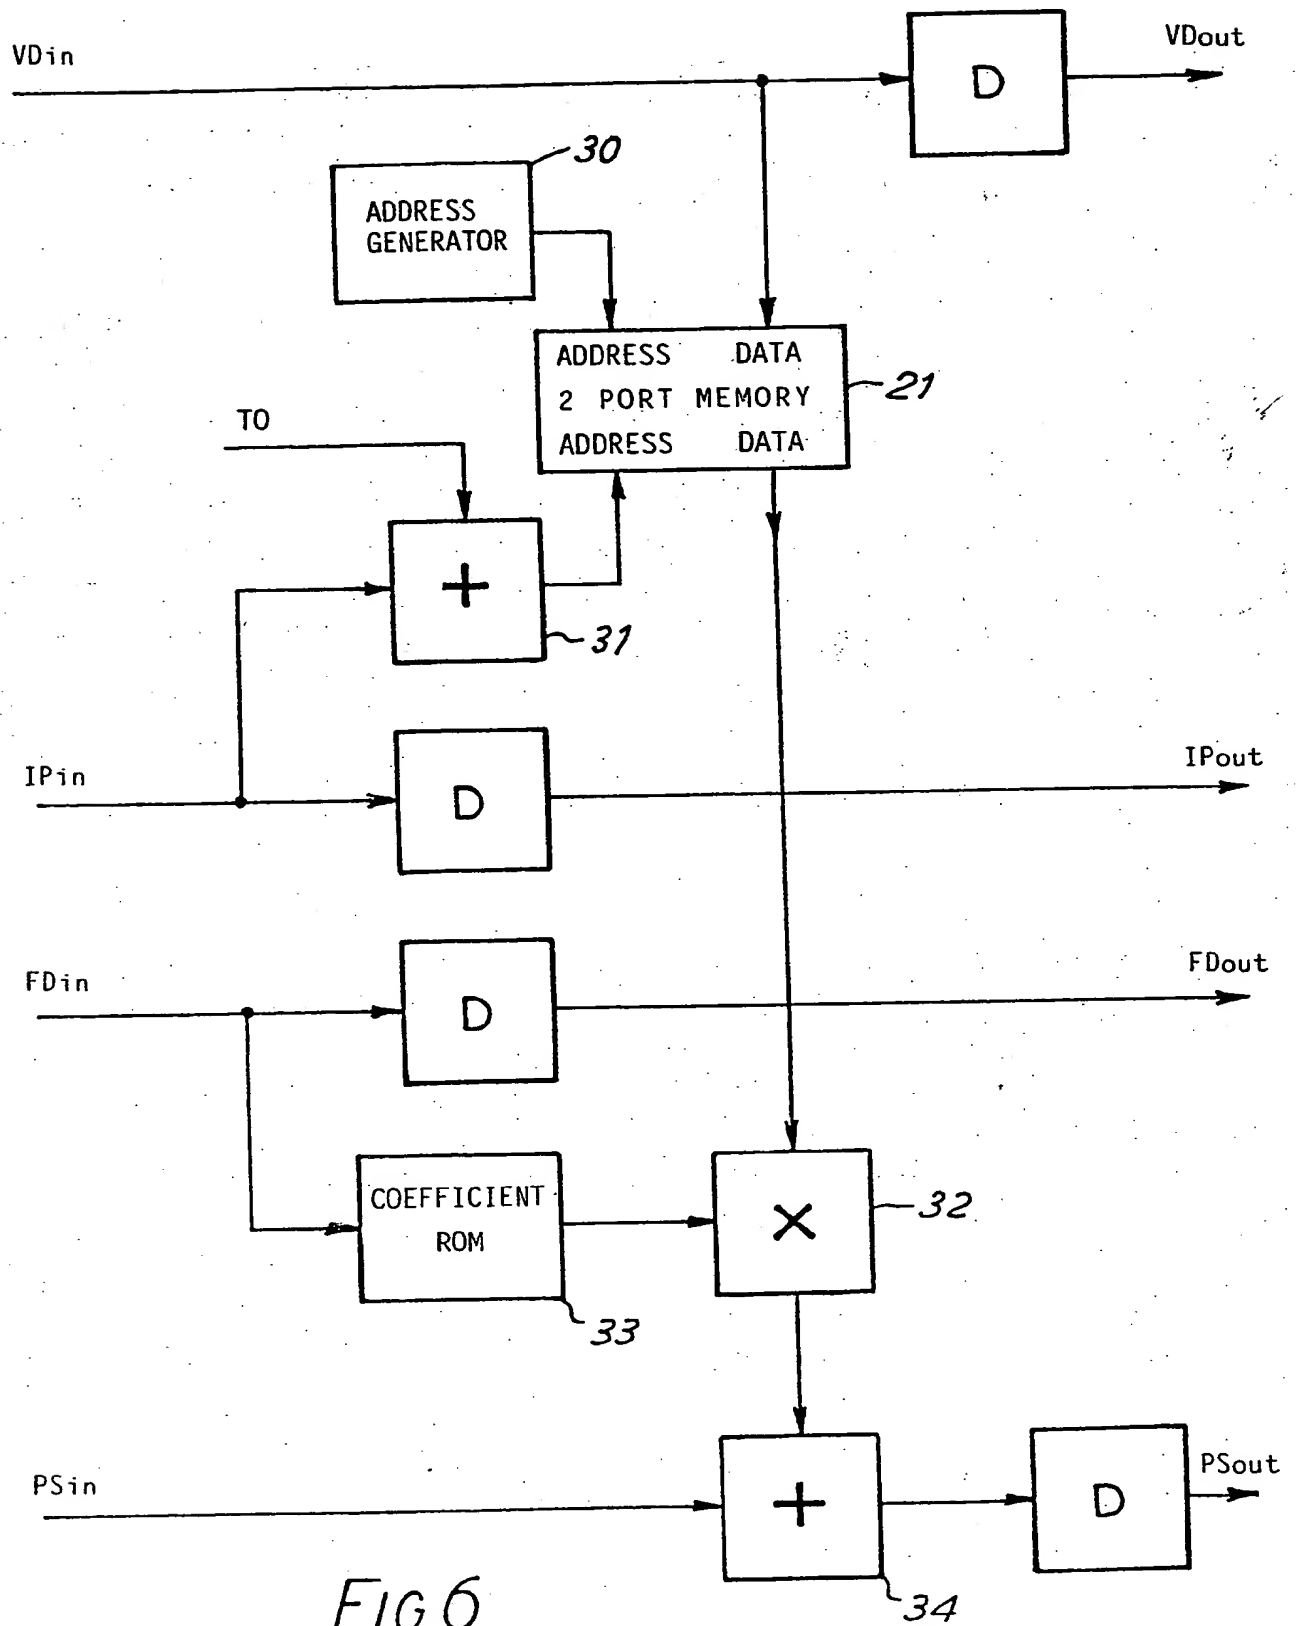 VDin
VDout
D
30
ADDRESS
GENERATOR
ADDRESS DATA
2 PORT MEMORY
ADDRESS DATA
21
TO
+
31
IPin
D
IPout
FDin
D
FDout
COEFFICIENT
ROM
33
×
32
PSin
+
34
D
PSout
FIG 6